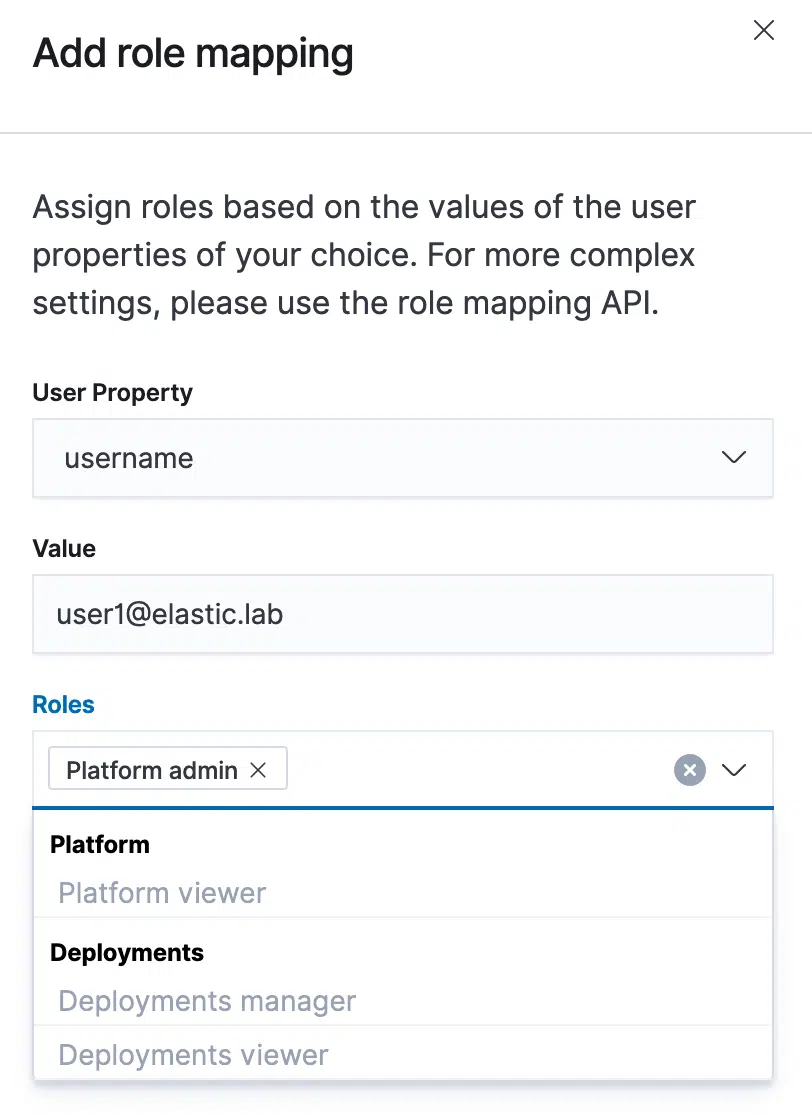 Add role mapping
Assign roles based on the values of the user
properties of your choice. For more complex
settings, please use the role mapping API.
User Property
username
Value
user1@elastic.lab
Roles
Platform admin
Platform
Platform viewer
Deployments
Deployments manager
Deployments viewer